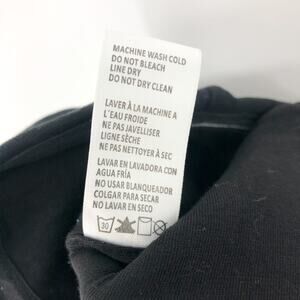 MACHINE WASH COLD
DO NOT BLEACH
LINE DRY
DO NOT DRY CLEAN
LAVER À LA MACHINE A
L'EAU FROIDE
NE PAS JAVELLISER
LIGNE SÈCHE
NE PAS NETTOYER À SEC
LAVAR EN LAVADORA CON
AGUA FRÍA
NO USAR BLANQUEADOR
COLGAR PARA SECAR
NO LAVAR EN SECO
30